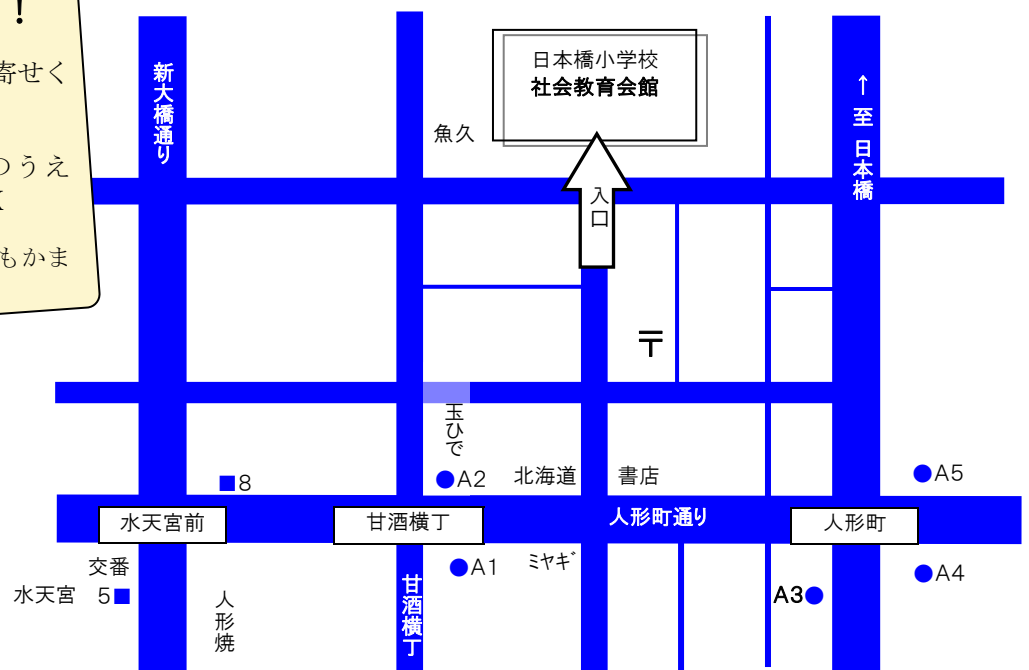 ！
寄せく
のうえ
もかま
新大橋通り
日本橋小学校
社会教育会館
↑至 日本橋
魚久
入口
〒
玉ひで
■8
●A2
北海道
書店
●A5
水天宮前
甘酒横丁
人形町通り
人形町
交番
水天宮 5■
人形焼
●A1
ミヤギ
甘酒横丁
A3●
●A4